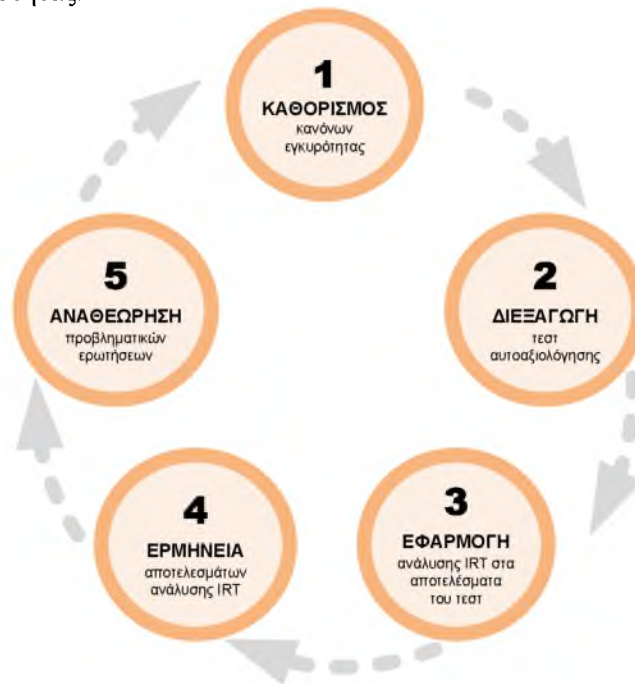 1
ΚΑΘΟΡΙΣΜΟΣ
κανόνων
εγκυρότητας
2
ΔΙΕΞΑΓΩΓΗ
τεστ
αυτοαξιολόγησης
3
ΕΦΑΡΜΟΓΗ
ανάλυσης IRT στα
αποτελέσματα
του τεστ
4
ΕΡΜΗΝΕΙΑ
αποτελεσμάτων
ανάλυσης IRT
5
ΑΝΑΘΕΩΡΗΣΗ
προβληματικών
ερωτήσεων